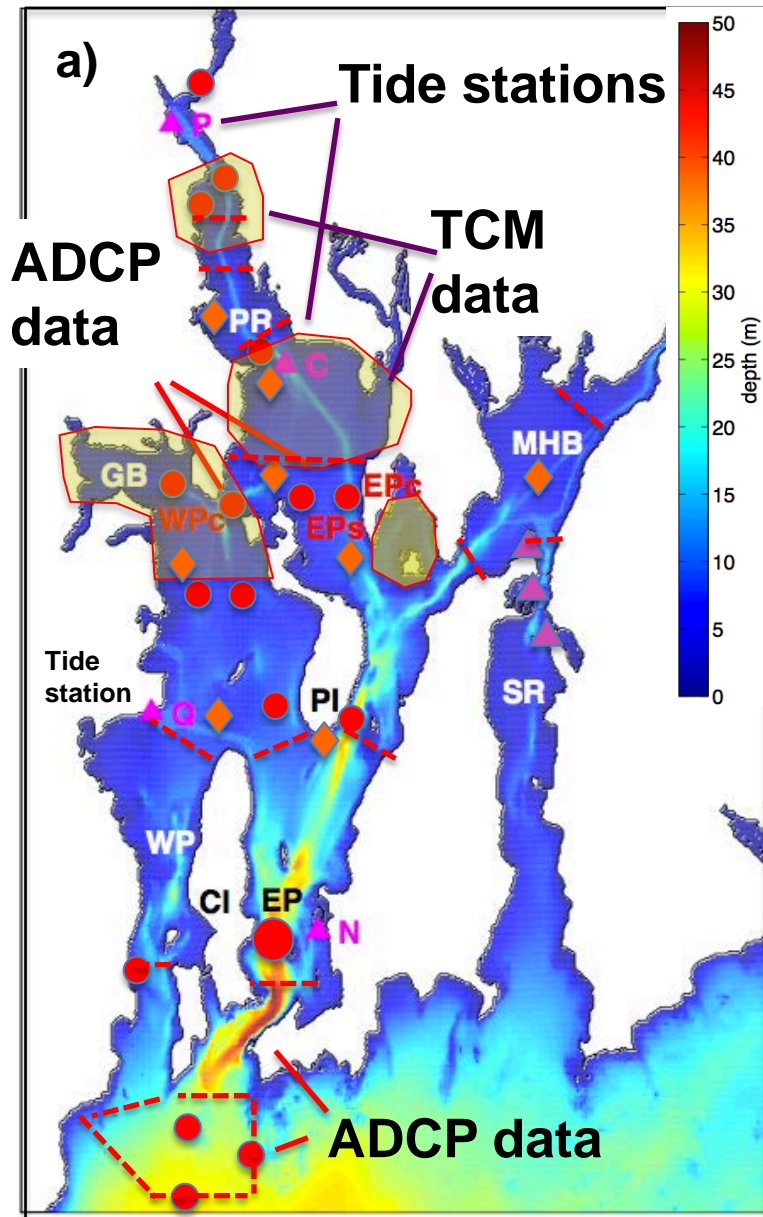 a)
Tide stations
P
TCM
data
ADCP
data
PR
C
MHB
GB
WPc
EPc
EPs
Tide
station
Q
PI
SR
WP
CI
EP
N
ADCP data
50
45
40
35
30
25
20
15
10
5
0
depth (m)